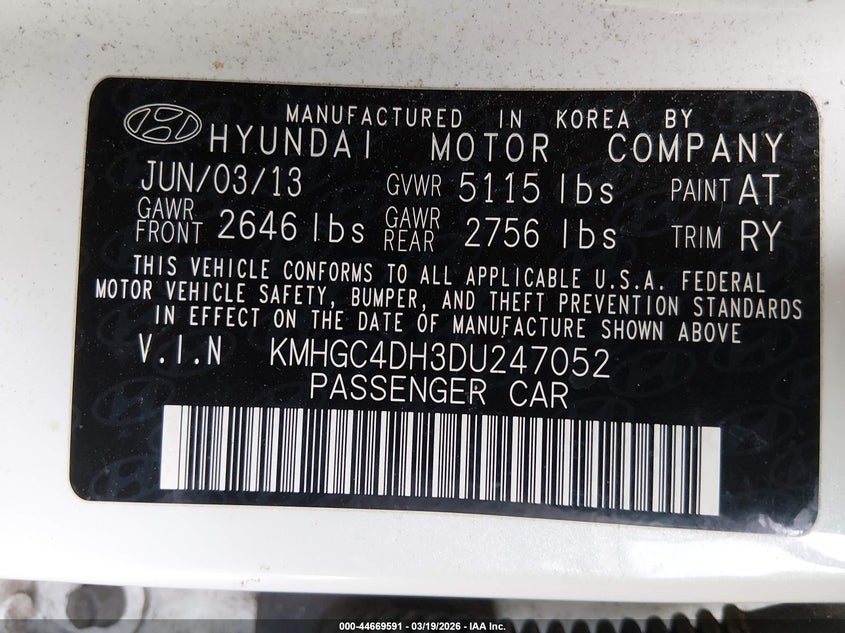 MANUFACTURED IN KOREA BY
HYUNDAI MOTOR COMPANY
JUN/03/13 GVWR 5115 lbs PAINT AT
GAWR FRONT 2646 lbs GAWR REAR 2756 lbs TRIM RY
THIS VEHICLE CONFORMS TO ALL APPLICABLE U.S.A. FEDERAL
MOTOR VEHICLE SAFETY, BUMPER, AND THEFT PREVENTION STANDARDS
IN EFFECT ON THE DATE OF MANUFACTURE SHOWN ABOVE
V.I.N KMHGC4DH3DU247052
PASSENGER CAR
000-44669591 - 03/19/2026 - IAA Inc.